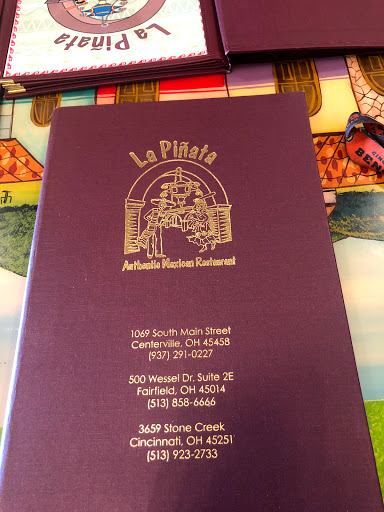 La Piñata
La Piñata
Authentic Mexican Restaurant
1069 South Main Street
Centerville, OH 45458
(937) 291-0227
500 Wessel Dr. Suite 2E
Fairfield, OH 45014
(513) 858-6666
3659 Stone Creek
Cincinnati, OH 45251
(513) 923-2733